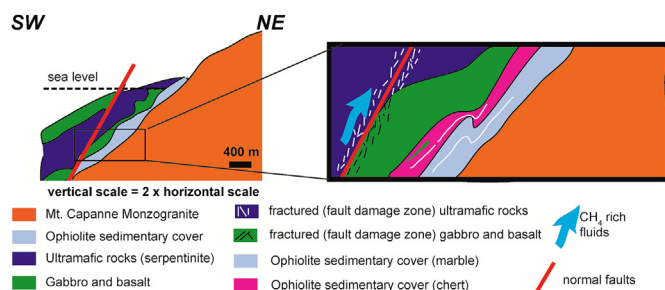 SW NE
sea level
400 m
vertical scale = 2 x horizontal scale
Mt. Capanne Monzogranite
Ophiolite sedimentary cover
Ultramafic rocks (serpentinite)
Gabbro and basalt
fractured (fault damage zone) ultramafic rocks
fractured (fault damage zone) gabbro and basalt
Ophiolite sedimentary cover (marble)
Ophiolite sedimentary cover (chert)
CH4 rich
fluids
normal faults